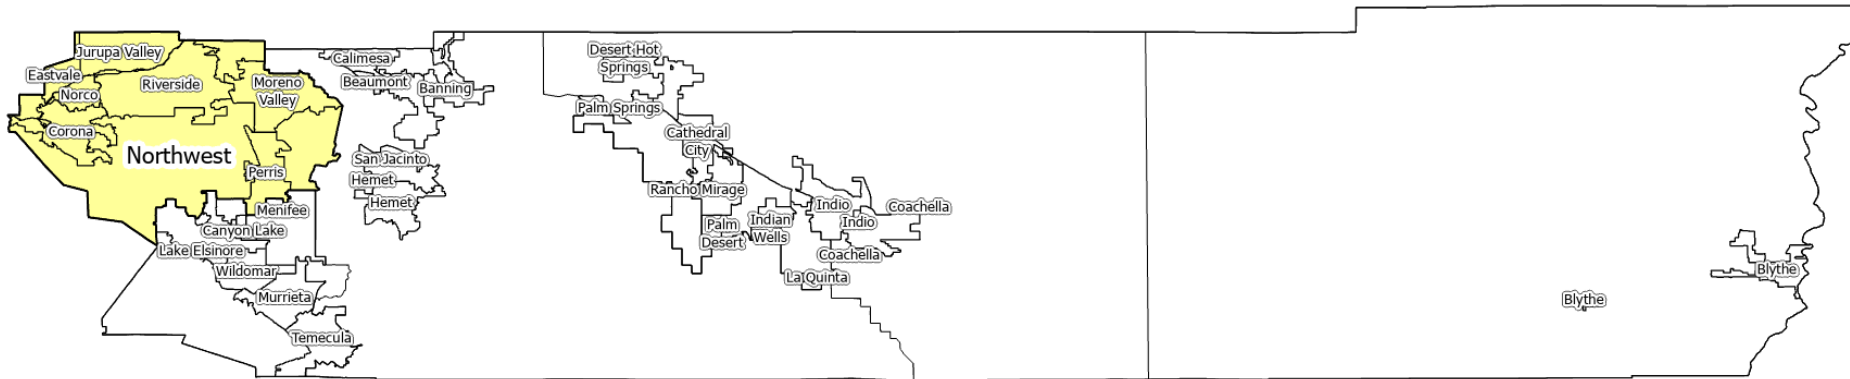 Jurupa Valley
Eastvale
Riverside
Norco
Moreno
Valley
Corona
Northwest
Perris
Menifee
Canyon Lake
Lake Elsinore
Wildomar
Murrieta
Temecula
Calimesa
Beaumont
Banning
San Jacinto
Hemet
Hemet
Desert Hot
Springs
Palm Springs
Cathedral
City
Rancho Mirage
Palm
Desert
Indian
Wells
Indio
Indio
Coachella
Coachella
La Quinta
Blythe
Blythe